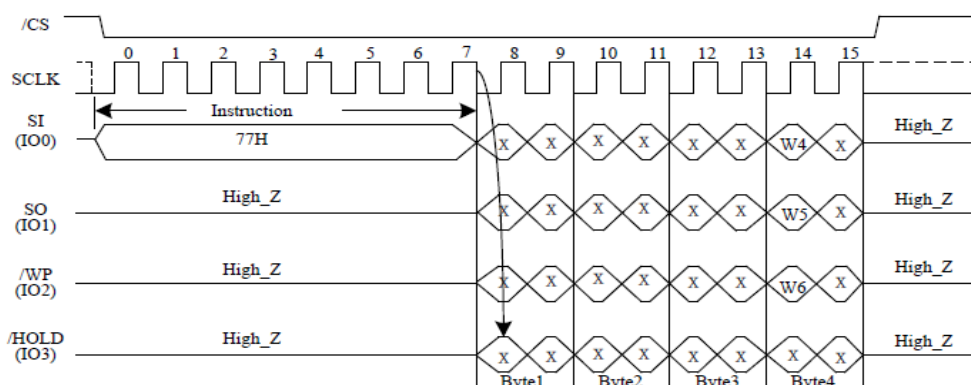 /CS
0 1 2 3 4 5 6 7 8 9 10 11 12 13 14 15
SCLK
Instruction
SI
(IO0)
77H
X X X X X X W4 X
High_Z
High_Z
SO
(IO1)
X X X X X X W5 X
High_Z
High_Z
/WP
(IO2)
X X X X X X W6 X
High_Z
High_Z
/HOLD
(IO3)
X X X X X X X X
High_Z
Byte1 Byte2 Byte3 Byte4